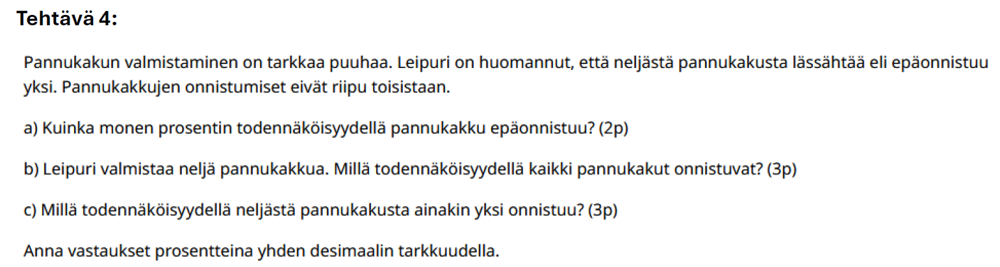 Tehtävä 4:
Pannukakun valmistaminen on tarkkaa puuhaa. Leipuri on huomannut, että neljästä pannukakusta lässähtää eli epäonnistuu
yksi. Pannukakkujen onnistumiset eivät riipu toisistaan.
a) Kuinka monen prosentin todennäköisyydellä pannukakku epäonnistuu? (2p)
b) Leipuri valmistaa neljä pannukakkua. Millä todennäköisyydellä kaikki pannukakut onnistuvat? (3p)
c) Millä todennäköisyydellä neljästä pannukakusta ainakin yksi onnistuu? (3p)
Anna vastaukset prosentteina yhden desimaalin tarkkuudella.